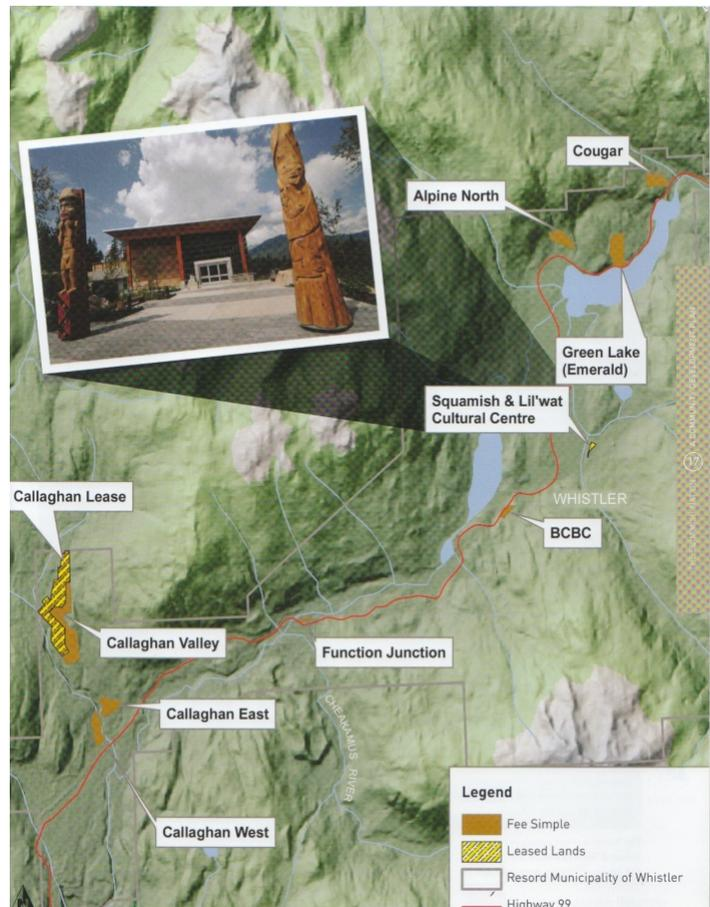 Cougar
Alpine North
Green Lake
(Emerald)
Squamish & Lil'wat
Cultural Centre
17
WHISTLER
Callaghan Lease
BCBC
Callaghan Valley
Function Junction
Callaghan East
CHEAKAMUS RIVER
Callaghan West
Legend
Fee Simple
Leased Lands
Resord Municipality of Whistler
Highway 99